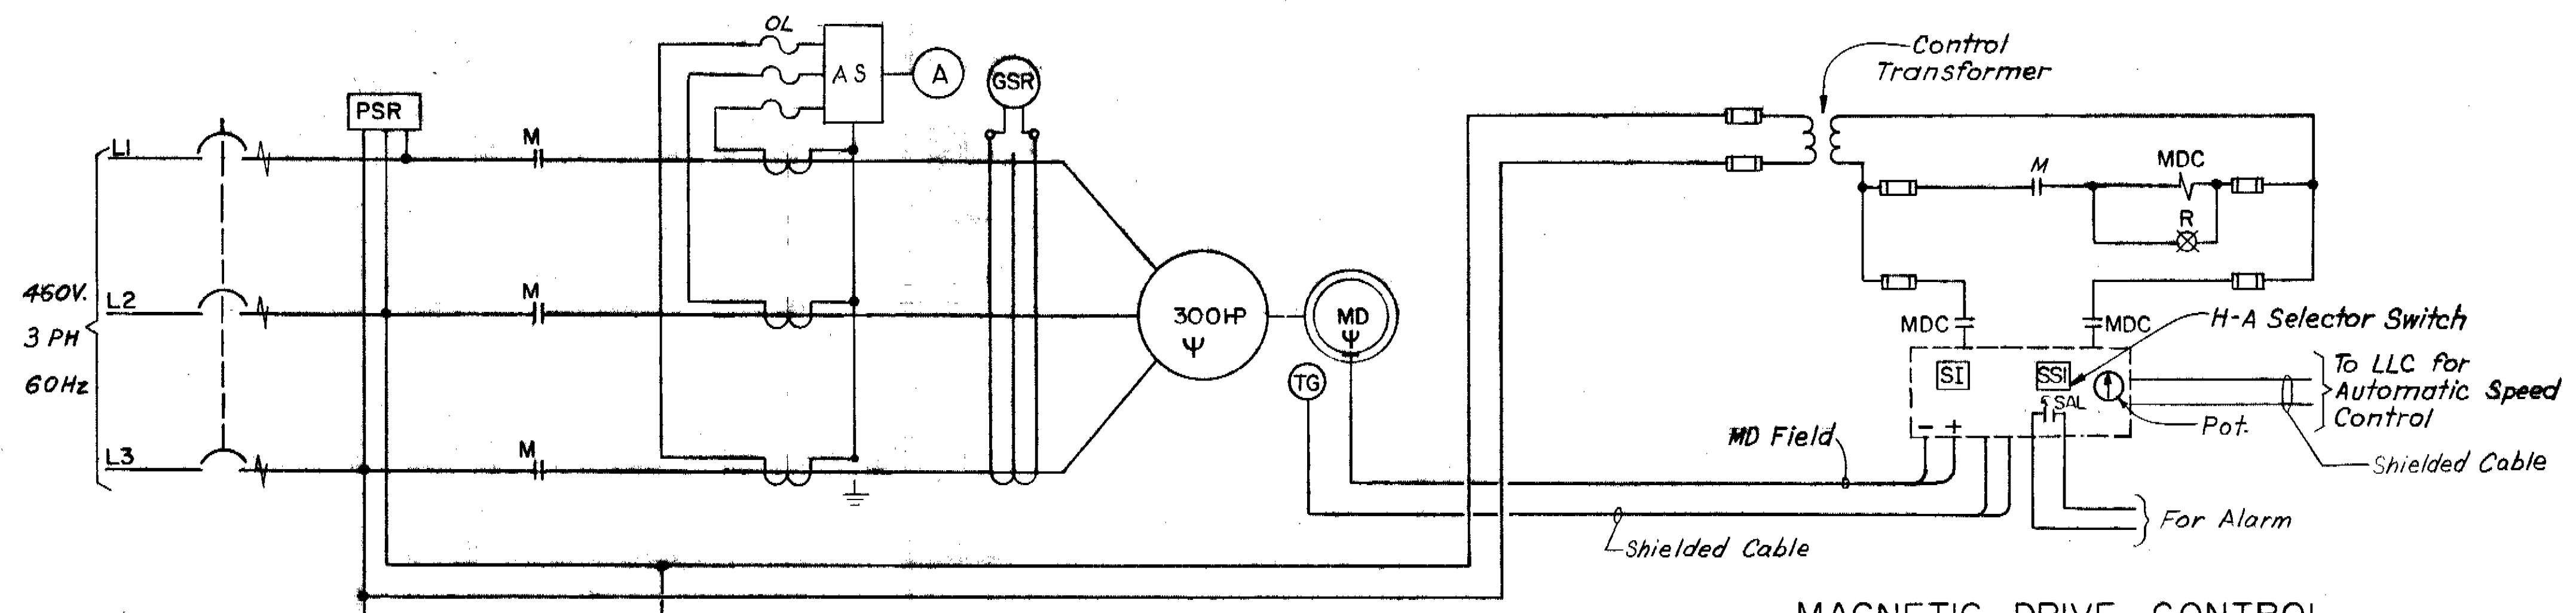 OL
AS
A
GSR
PSR
L1
M
460V.
3 PH
60Hz
L2
M
L3
M
300HP
Ψ
MD
Ψ
TG
Control
Transformer
M
MDC
R
MDC
MDC
H-A Selector Switch
SI
SSI
SAL
Pot.
To LLC for
Automatic Speed
Control
Shielded Cable
- +
MD Field
Shielded Cable
For Alarm
MAGNETIC DRIVE CONTROL